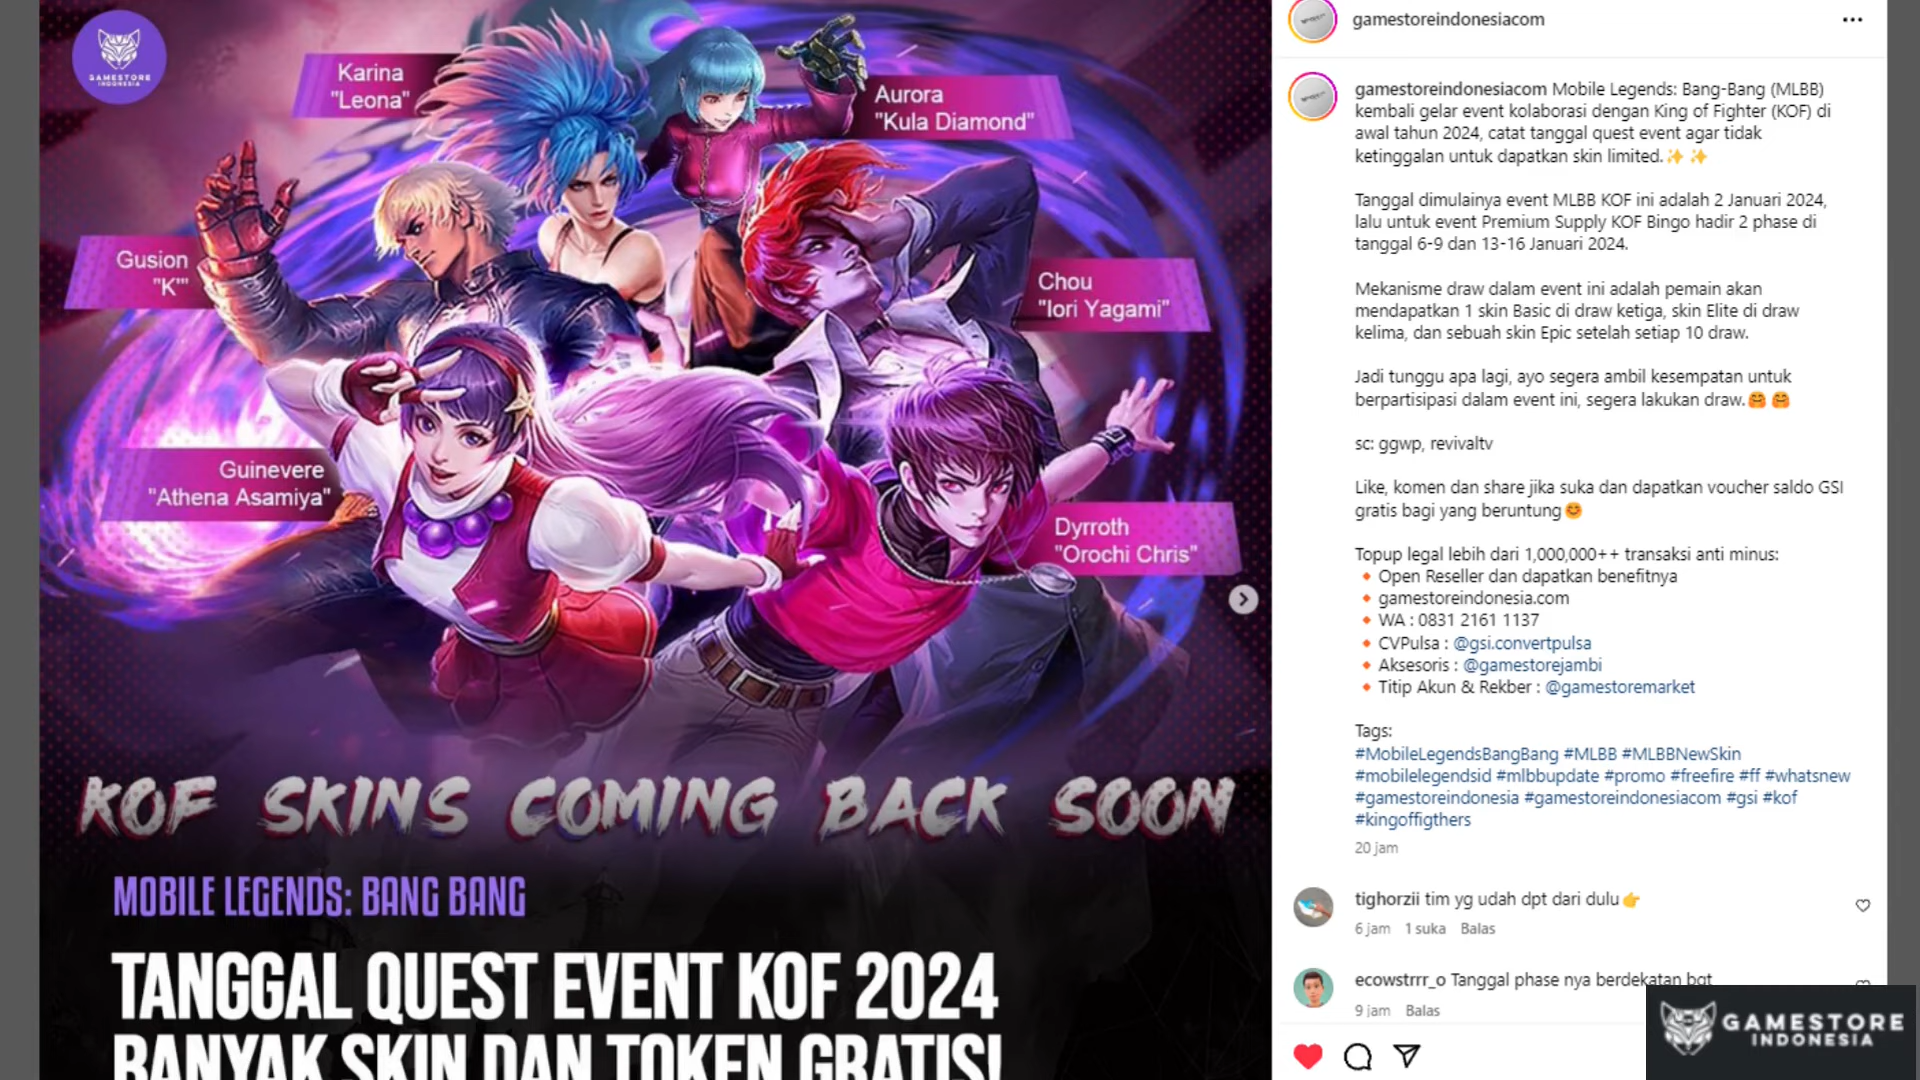 GAMESTORE
INDONESIA
Karina
"Leona"
Aurora
"Kula Diamond"
Gusion
"K'"
Chou
"Iori Yagami"
Guinevere
"Athena Asamiya"
Dyrroth
"Orochi Chris"
KOF SKINS COMING BACK SOON
MOBILE LEGENDS: BANG BANG
TANGGAL QUEST EVENT KOF 2024
BANYAK SKIN DAN TOKEN GRATIS!
gamestoreindonesiacom
gamestoreindonesiacom Mobile Legends: Bang-Bang (MLBB)
kembali gelar event kolaborasi dengan King of Fighter (KOF) di
awal tahun 2024, catat tanggal quest event agar tidak
ketinggalan untuk dapatkan skin limited.✨ ✨
Tanggal dimulainya event MLBB KOF ini adalah 2 Januari 2024,
lalu untuk event Premium Supply KOF Bingo hadir 2 phase di
tanggal 6-9 dan 13-16 Januari 2024.
Mekanisme draw dalam event ini adalah pemain akan
mendapatkan 1 skin Basic di draw ketiga, skin Elite di draw
kelima, dan sebuah skin Epic setelah setiap 10 draw.
Jadi tunggu apa lagi, ayo segera ambil kesempatan untuk
berpartisipasi dalam event ini, segera lakukan draw.🤗 🤗
sc: ggwp, revivaltv
Like, komen dan share jika suka dan dapatkan voucher saldo GSI
gratis bagi yang beruntung😊
Topup legal lebih dari 1,000,000++ transaksi anti minus:
🔸 Open Reseller dan dapatkan benefitnya
🔸 gamestoreindonesia.com
🔸 WA : 0831 2161 1137
🔸 CVPulsa : @gsi.convertpulsa
🔸 Aksesoris : @gamestorejambi
🔸 Titip Akun & Rekber : @gamestoremarket
Tags:
#MobileLegendsBangBang #MLBB #MLBBNewSkin
#mobilelegendsid #mlbbupdate #promo #freefire #ff #whatsnew
#gamestoreindonesia #gamestoreindonesiacom #gsi #kof
#kingoffigthers
20 jam
tighorzii tim yg udah dpt dari dulu👉
6 jam 1 suka Balas
ecowstrrr_o Tanggal phase nya berdekatan bgt
9 jam Balas
GAMESTORE
INDONESIA